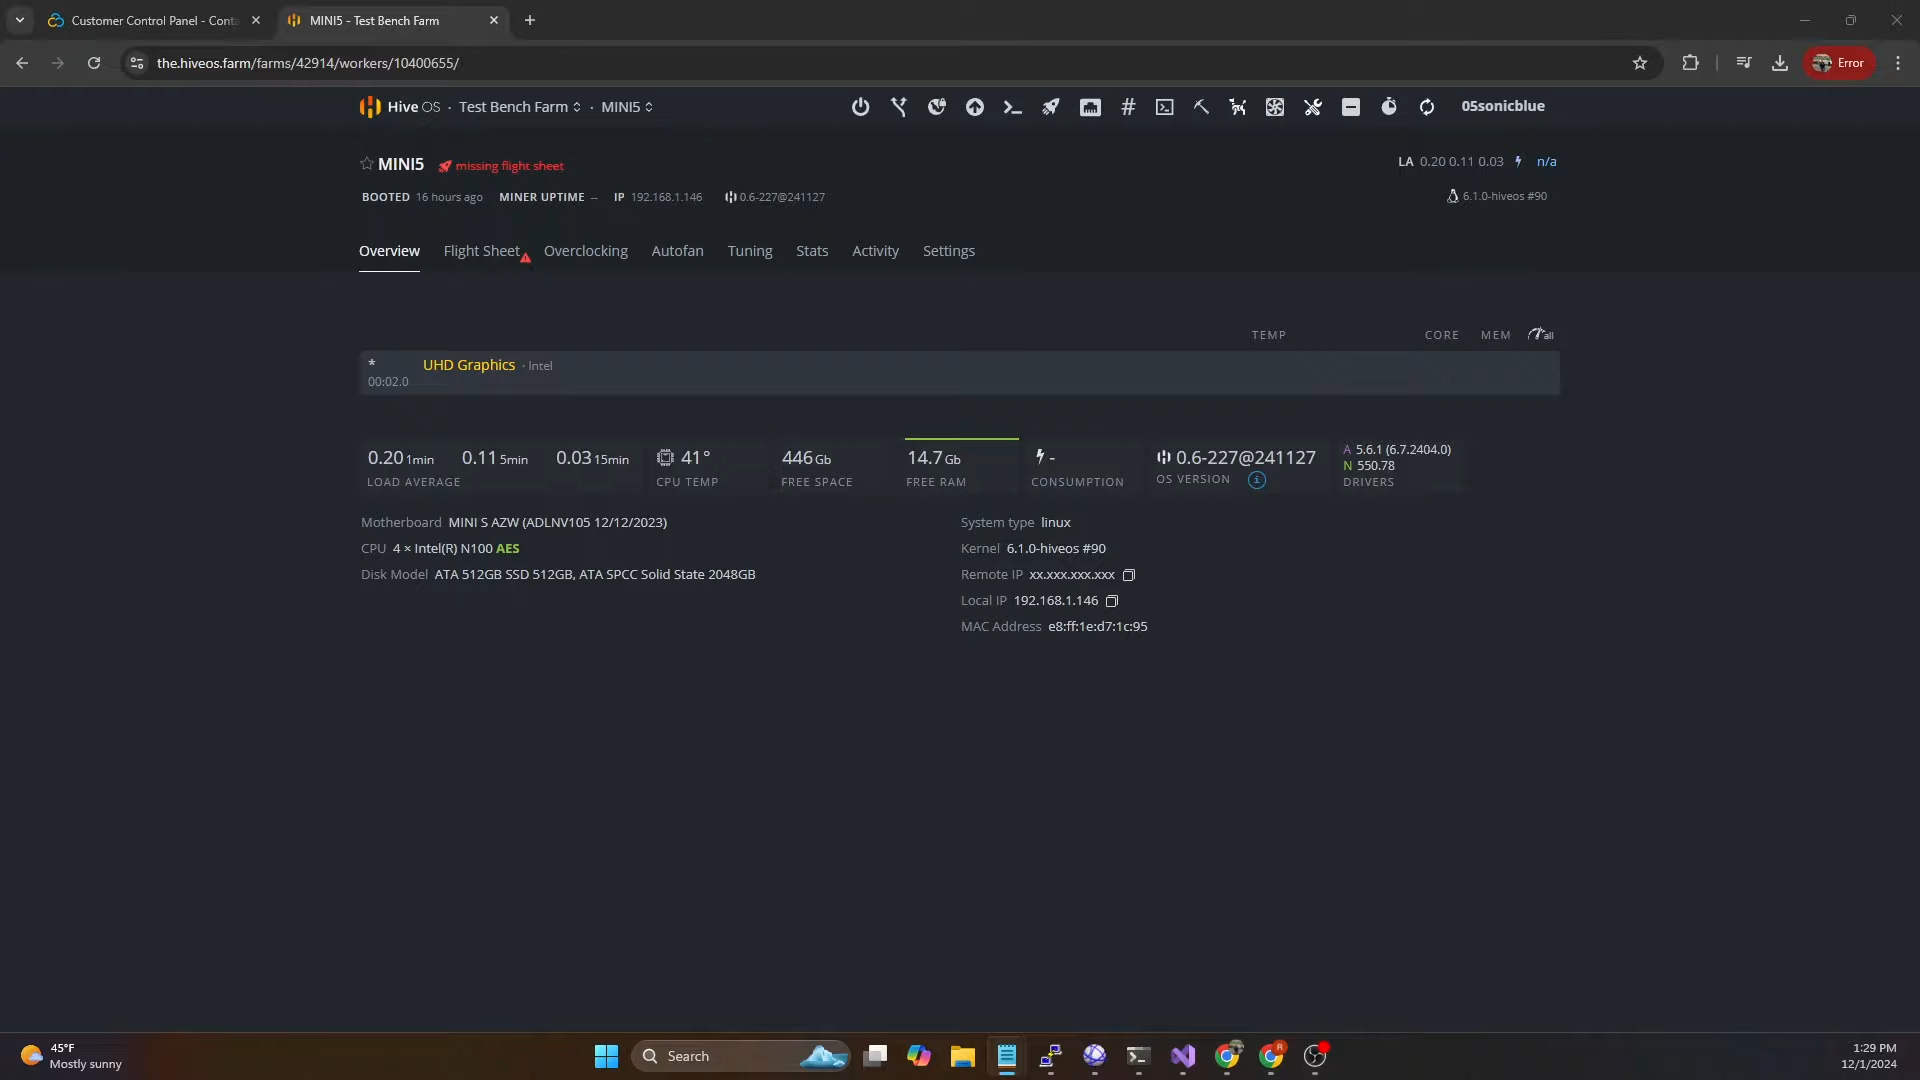 Customer Control Panel - Conta
MINI5 - Test Bench Farm
the.hiveos.farm/farms/42914/workers/10400655/
Error
Hive OS · Test Bench Farm · MINI5
05sonicblue
MINI5 missing flight sheet
LA 0.20 0.11 0.03 n/a
BOOTED 16 hours ago MINER UPTIME -- IP 192.168.1.146 0.6-227@241127
6.1.0-hiveos #90
Overview Flight Sheet Overclocking Autofan Tuning Stats Activity Settings
TEMP CORE MEM all
* UHD Graphics · Intel
00:02.0
0.20 1min 0.11 5min 0.03 15min
LOAD AVERAGE
41°
CPU TEMP
446 Gb
FREE SPACE
14.7 Gb
FREE RAM
-
CONSUMPTION
0.6-227@241127
OS VERSION
A 5.6.1 (6.7.2404.0)
N 550.78
DRIVERS
Motherboard MINI S AZW (ADLNV105 12/12/2023)
CPU 4 × Intel(R) N100 AES
Disk Model ATA 512GB SSD 512GB, ATA SPCC Solid State 2048GB
System type linux
Kernel 6.1.0-hiveos #90
Remote IP xx.xxx.xxx.xxx
Local IP 192.168.1.146
MAC Address e8:ff:1e:d7:1c:95
45°F
Mostly sunny
Search
R
1:29 PM
12/1/2024